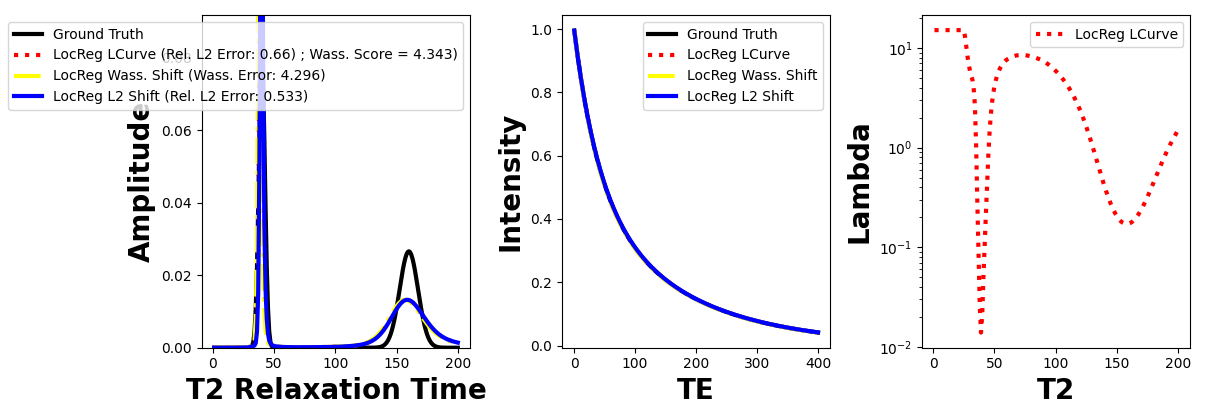 Ground Truth
LocReg LCurve (Rel. L2 Error: 0.66) ; Wass. Score = 4.343)
LocReg Wass. Shift (Wass. Error: 4.296)
LocReg L2 Shift (Rel. L2 Error: 0.533)
Amplitude
0.08
0.06
0.04
0.02
0.00
0 50 100 150 200
T2 Relaxation Time
Ground Truth
LocReg LCurve
LocReg Wass. Shift
LocReg L2 Shift
Intensity
1.0
0.8
0.6
0.4
0.2
0.0
0 100 200 300 400
TE
LocReg LCurve
Lambda
10¹
10⁰
10⁻¹
10⁻²
0 50 100 150 200
T2